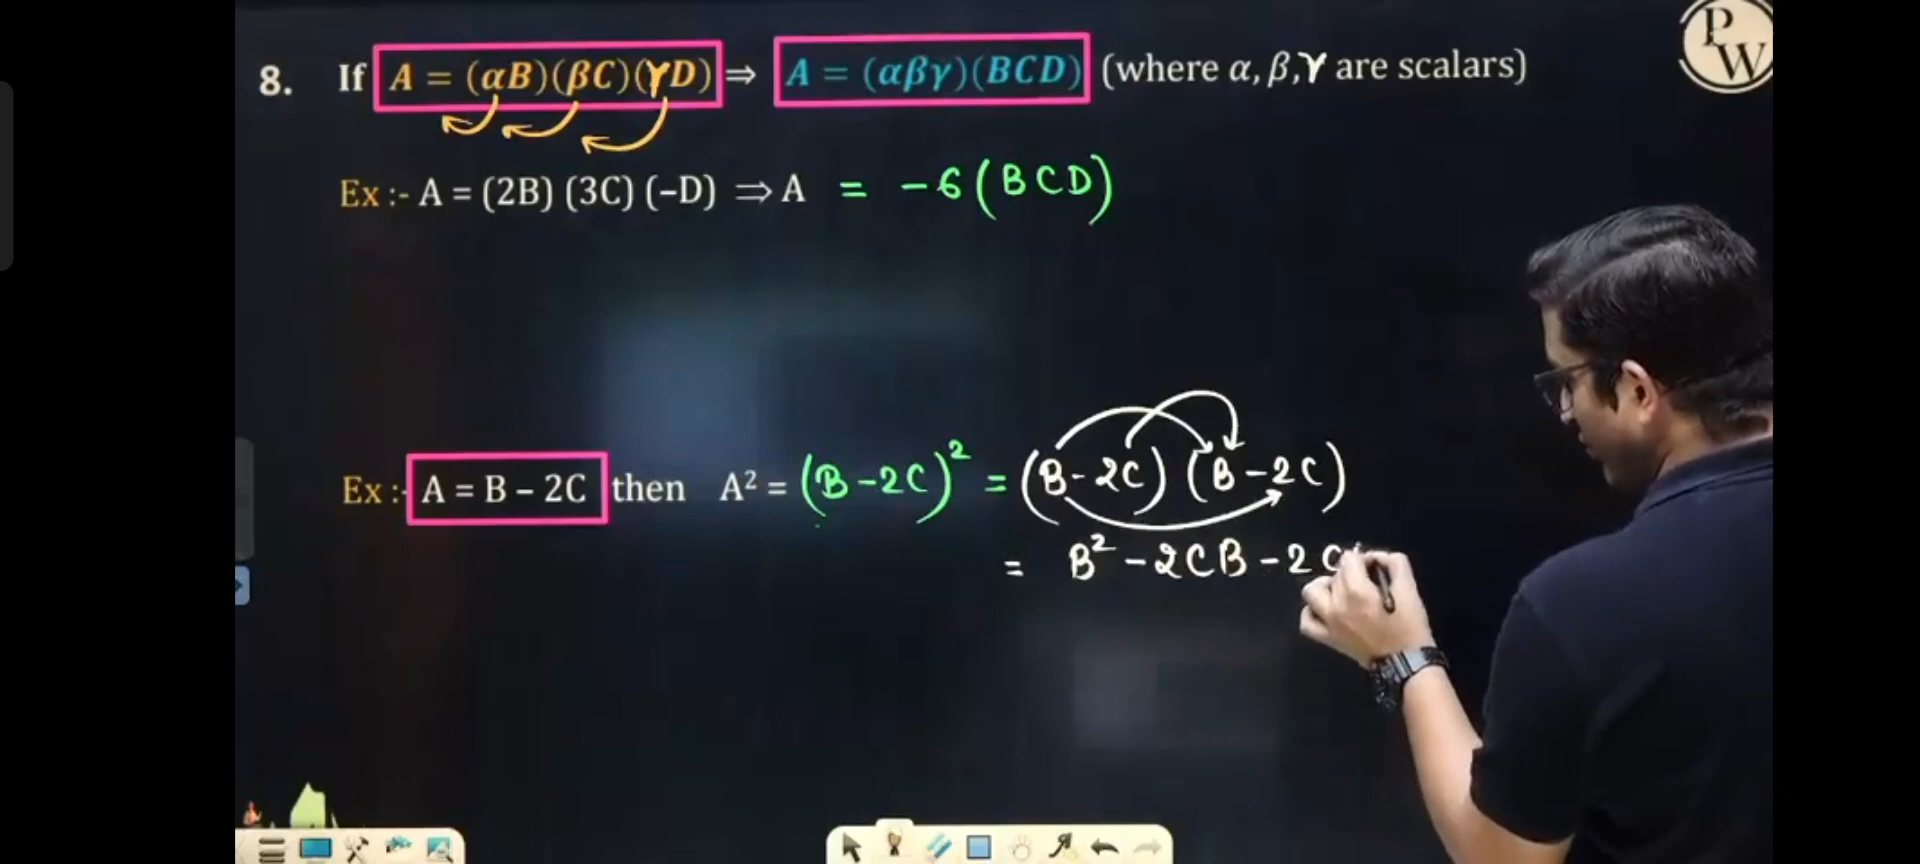 8. If A = (αB)(βC)(γD) ⇒ A = (αβγ)(BCD) (where α, β,γ are scalars)
PW
Ex :- A = (2B) (3C) (–D) ⇒ A = -6(BCD)
Ex :- A = B – 2C then A² = (B-2C)² = (B-2C) (B-2C)
= B² -2CB -2C